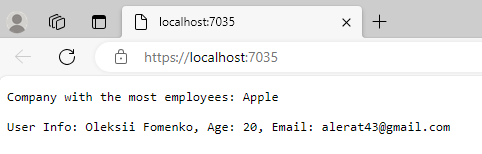 localhost:7035
https://localhost:7035
Company with the most employees: Apple
User Info: Oleksii Fomenko, Age: 20, Email: alerat43@gmail.com